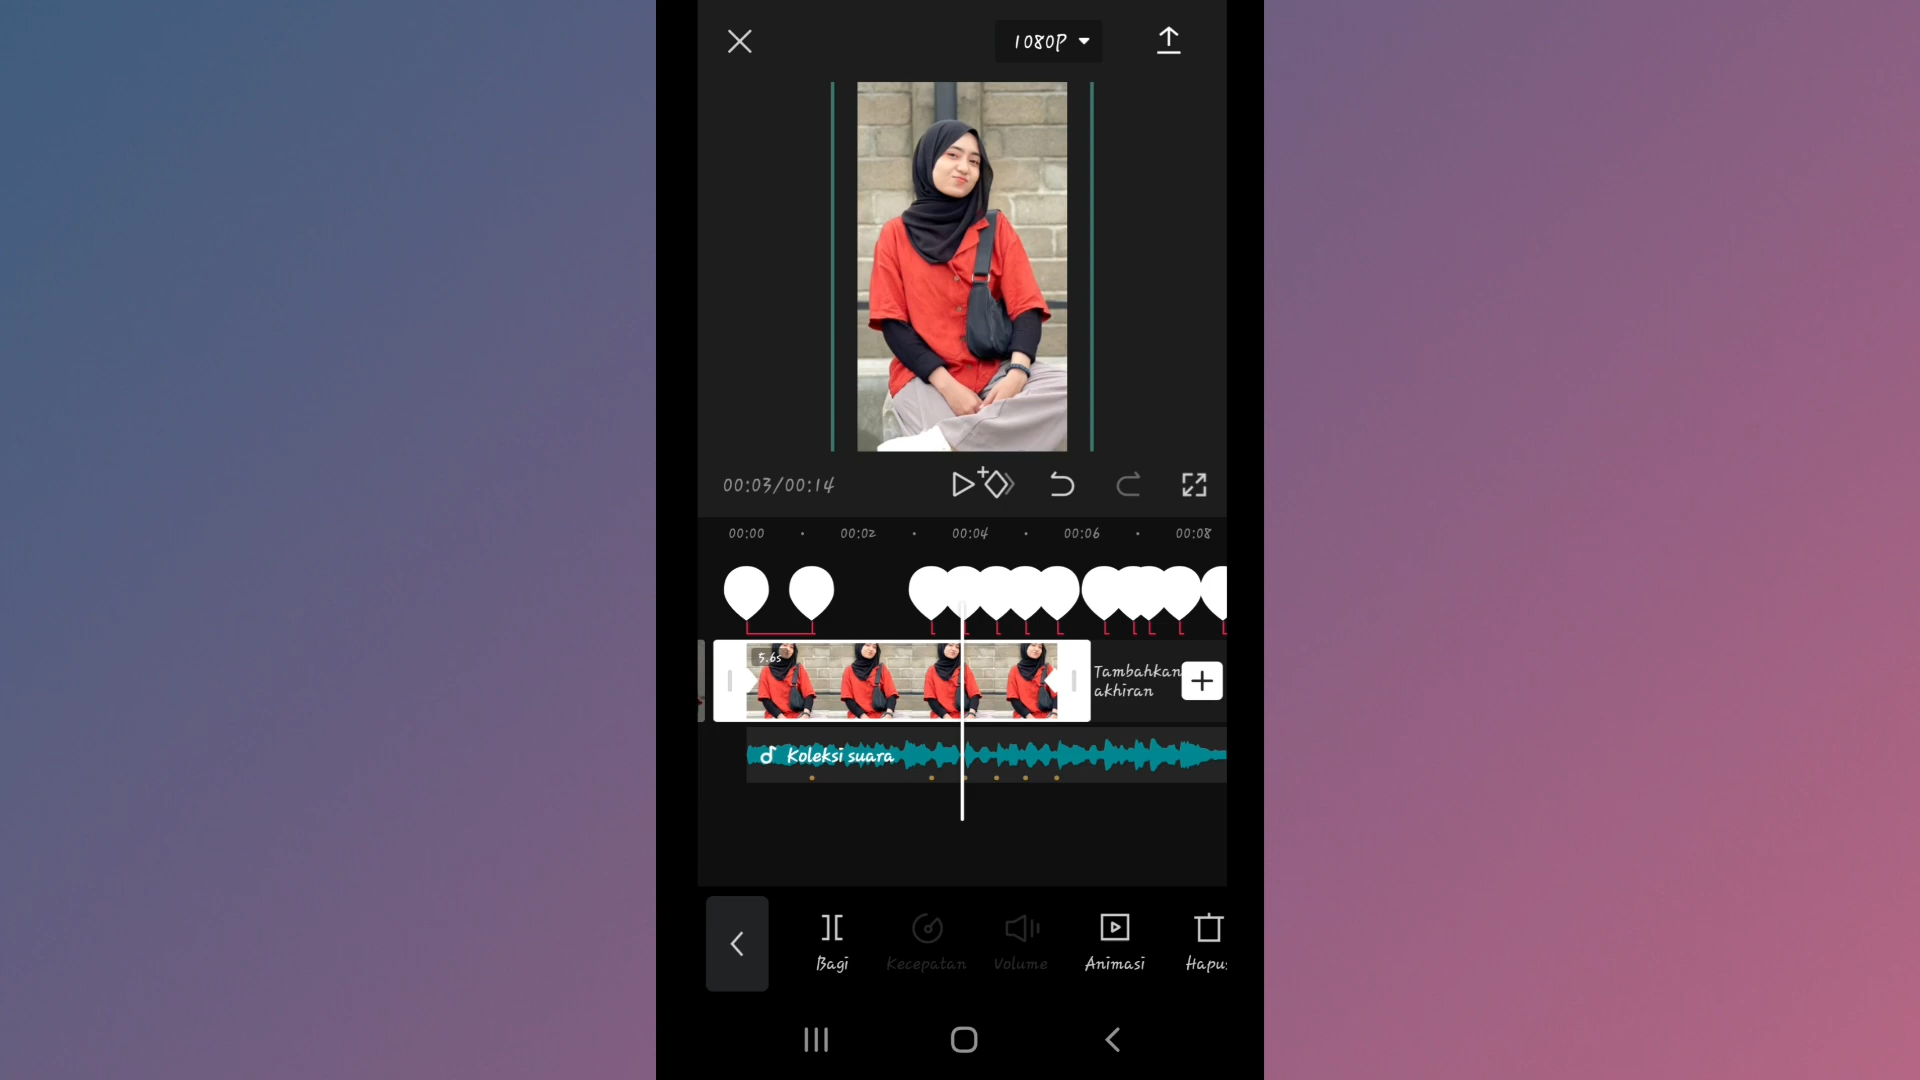 1080P
00:03/00:14
00:00 00:02 00:04 00:06 00:08
5.6s
Tambahkan
akhiran
Koleksi suara
Bagi Kecepatan Volume Animasi Hapus